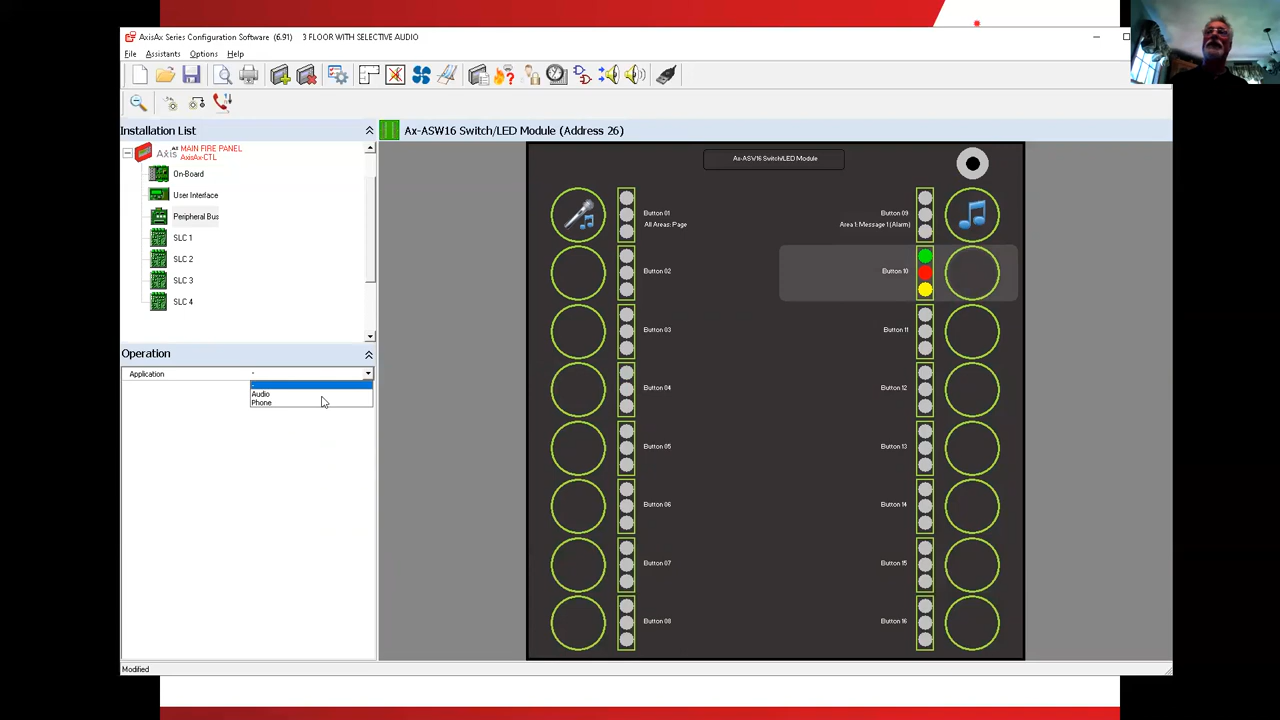 AxisAx Series Configuration Software (6.91)    3 FLOOR WITH SELECTIVE AUDIO
File Assistants Options Help
Installation List
Ax-ASW16 Switch/LED Module (Address 26)
Axis AX MAIN FIRE PANEL
AxisAx-CTL
On-Board
User Interface
Peripheral Bus
SLC 1
SLC 2
SLC 3
SLC 4
Operation
Application -
-
Audio
Phone
Ax-ASW16 Switch/LED Module
Button 01
All Areas: Page
Button 02
Button 03
Button 04
Button 05
Button 06
Button 07
Button 08
Button 09
Area 1: Message 1 (Alarm)
Button 10
Button 11
Button 12
Button 13
Button 14
Button 15
Button 16
Modified